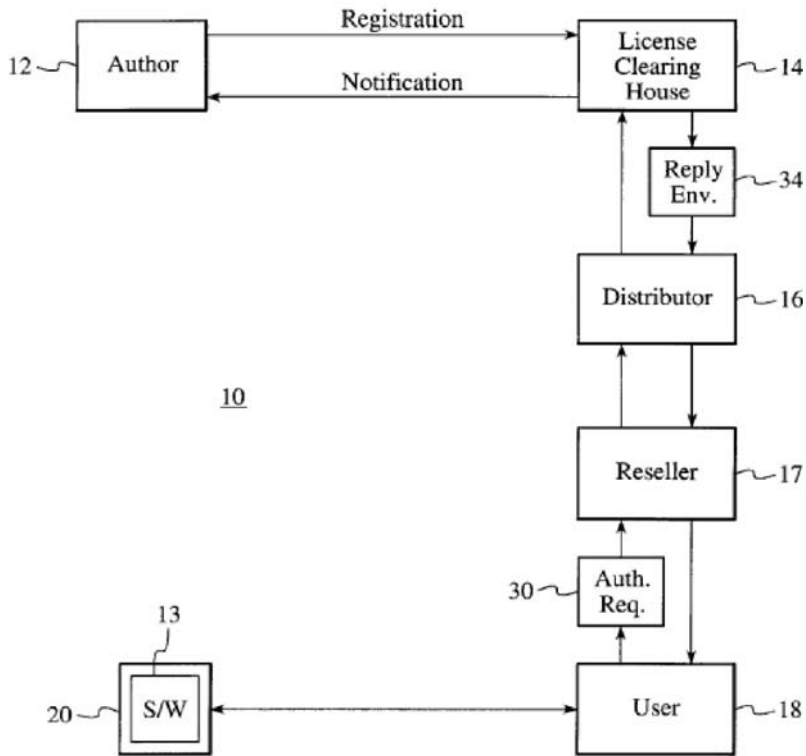 Registration
12
Author
License
Clearing
House
14
Notification
Reply
Env.
34
Distributor
16
10
Reseller
17
30
Auth.
Req.
13
20
S/W
User
18